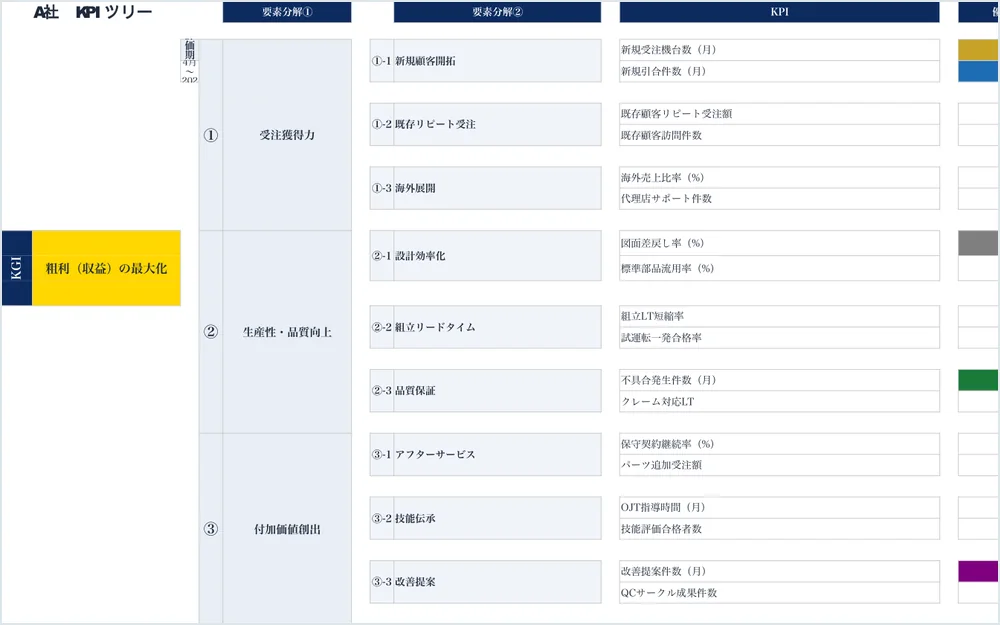 A社 KPI ツリー
要素分解①
要素分解②
KPI
価
期
4月
～
202
KGI
粗利（収益）の最大化
①
受注獲得力
①-1 新規顧客開拓
新規受注機台数（月）
新規引合件数（月）
①-2 既存リピート受注
既存顧客リピート受注額
既存顧客訪問件数
①-3 海外展開
海外売上比率（%）
代理店サポート件数
②
生産性・品質向上
②-1 設計効率化
図面差戻し率（%）
標準部品流用率（%）
②-2 組立リードタイム
組立LT短縮率
試運転一発合格率
②-3 品質保証
不具合発生件数（月）
クレーム対応LT
③
付加価値創出
③-1 アフターサービス
保守契約継続率（%）
パーツ追加受注額
③-2 技能伝承
OJT指導時間（月）
技能評価合格者数
③-3 改善提案
改善提案件数（月）
QCサークル成果件数